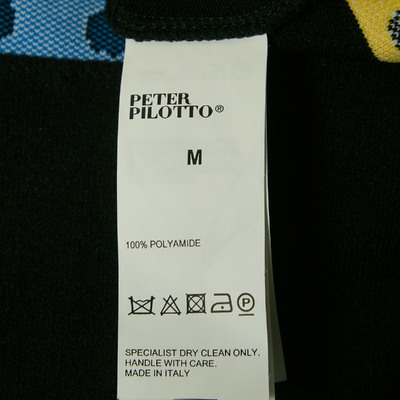 PETER
PILOTTO®
M
100% POLYAMIDE
P
SPECIALIST DRY CLEAN ONLY.
HANDLE WITH CARE.
MADE IN ITALY